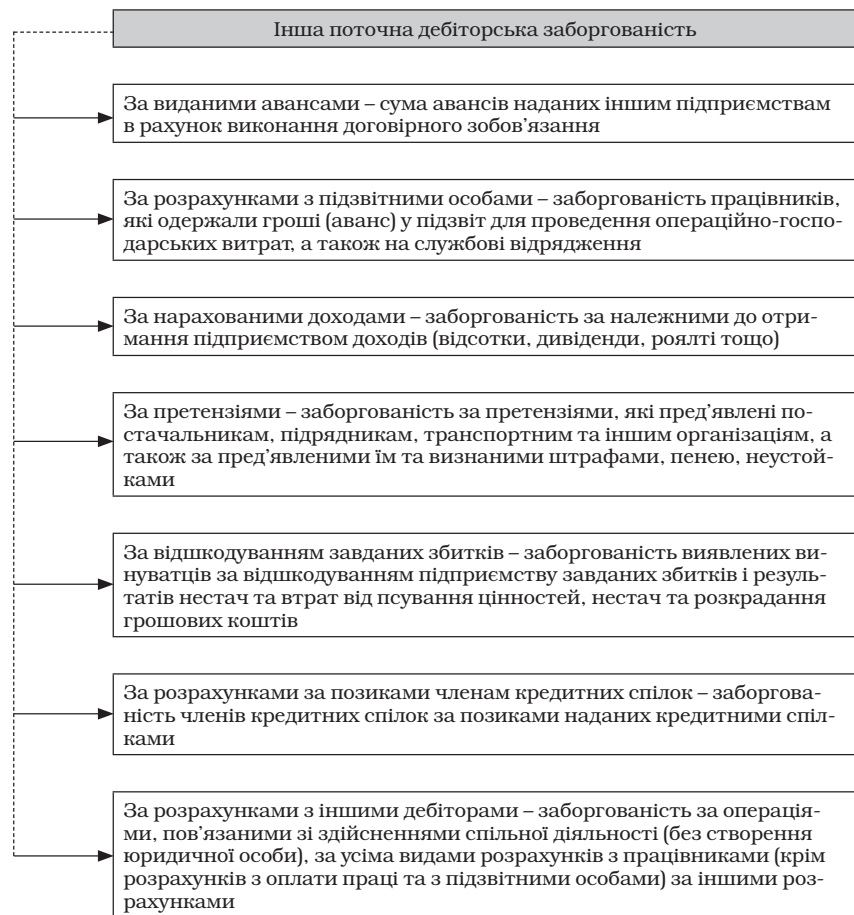 Інша поточна дебіторська заборгованість
За виданими авансами – сума авансів наданих іншим підприємствам
в рахунок виконання договірного зобов’язання
За розрахунками з підзвітними особами – заборгованість працівників,
які одержали гроші (аванс) у підзвіт для проведення операційно-госпо-
дарських витрат, а також на службові відрядження
За нарахованими доходами – заборгованість за належними до отри-
мання підприємством доходів (відсотки, дивіденди, роялті тощо)
За претензіями – заборгованість за претензіями, які пред’явлені по-
стачальникам, підрядникам, транспортним та іншим організаціям, а
також за пред’явленими їм та визнаними штрафами, пенею, неустой-
ками
За відшкодуванням завданих збитків – заборгованість виявлених ви-
нуватців за відшкодуванням підприємству завданих збитків і резуль-
татів нестач та втрат від псування цінностей, нестач та розкрадання
грошових коштів
За розрахунками за позиками членам кредитних спілок – заборгова-
ність членів кредитних спілок за позиками наданих кредитними спіл-
ками
За розрахунками з іншими дебіторами – заборгованість за операція-
ми, пов’язаними зі здійсненнями спільної діяльності (без створення
юридичної особи), за усіма видами розрахунків з працівниками (крім
розрахунків з оплати праці та з підзвітними особами) за іншими роз-
рахунками